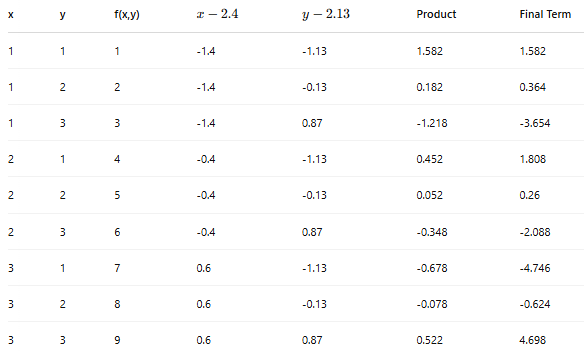 x y f(x,y) x − 2.4 y − 2.13 Product Final Term
1 1 1 -1.4 -1.13 1.582 1.582
1 2 2 -1.4 -0.13 0.182 0.364
1 3 3 -1.4 0.87 -1.218 -3.654
2 1 4 -0.4 -1.13 0.452 1.808
2 2 5 -0.4 -0.13 0.052 0.26
2 3 6 -0.4 0.87 -0.348 -2.088
3 1 7 0.6 -1.13 -0.678 -4.746
3 2 8 0.6 -0.13 -0.078 -0.624
3 3 9 0.6 0.87 0.522 4.698